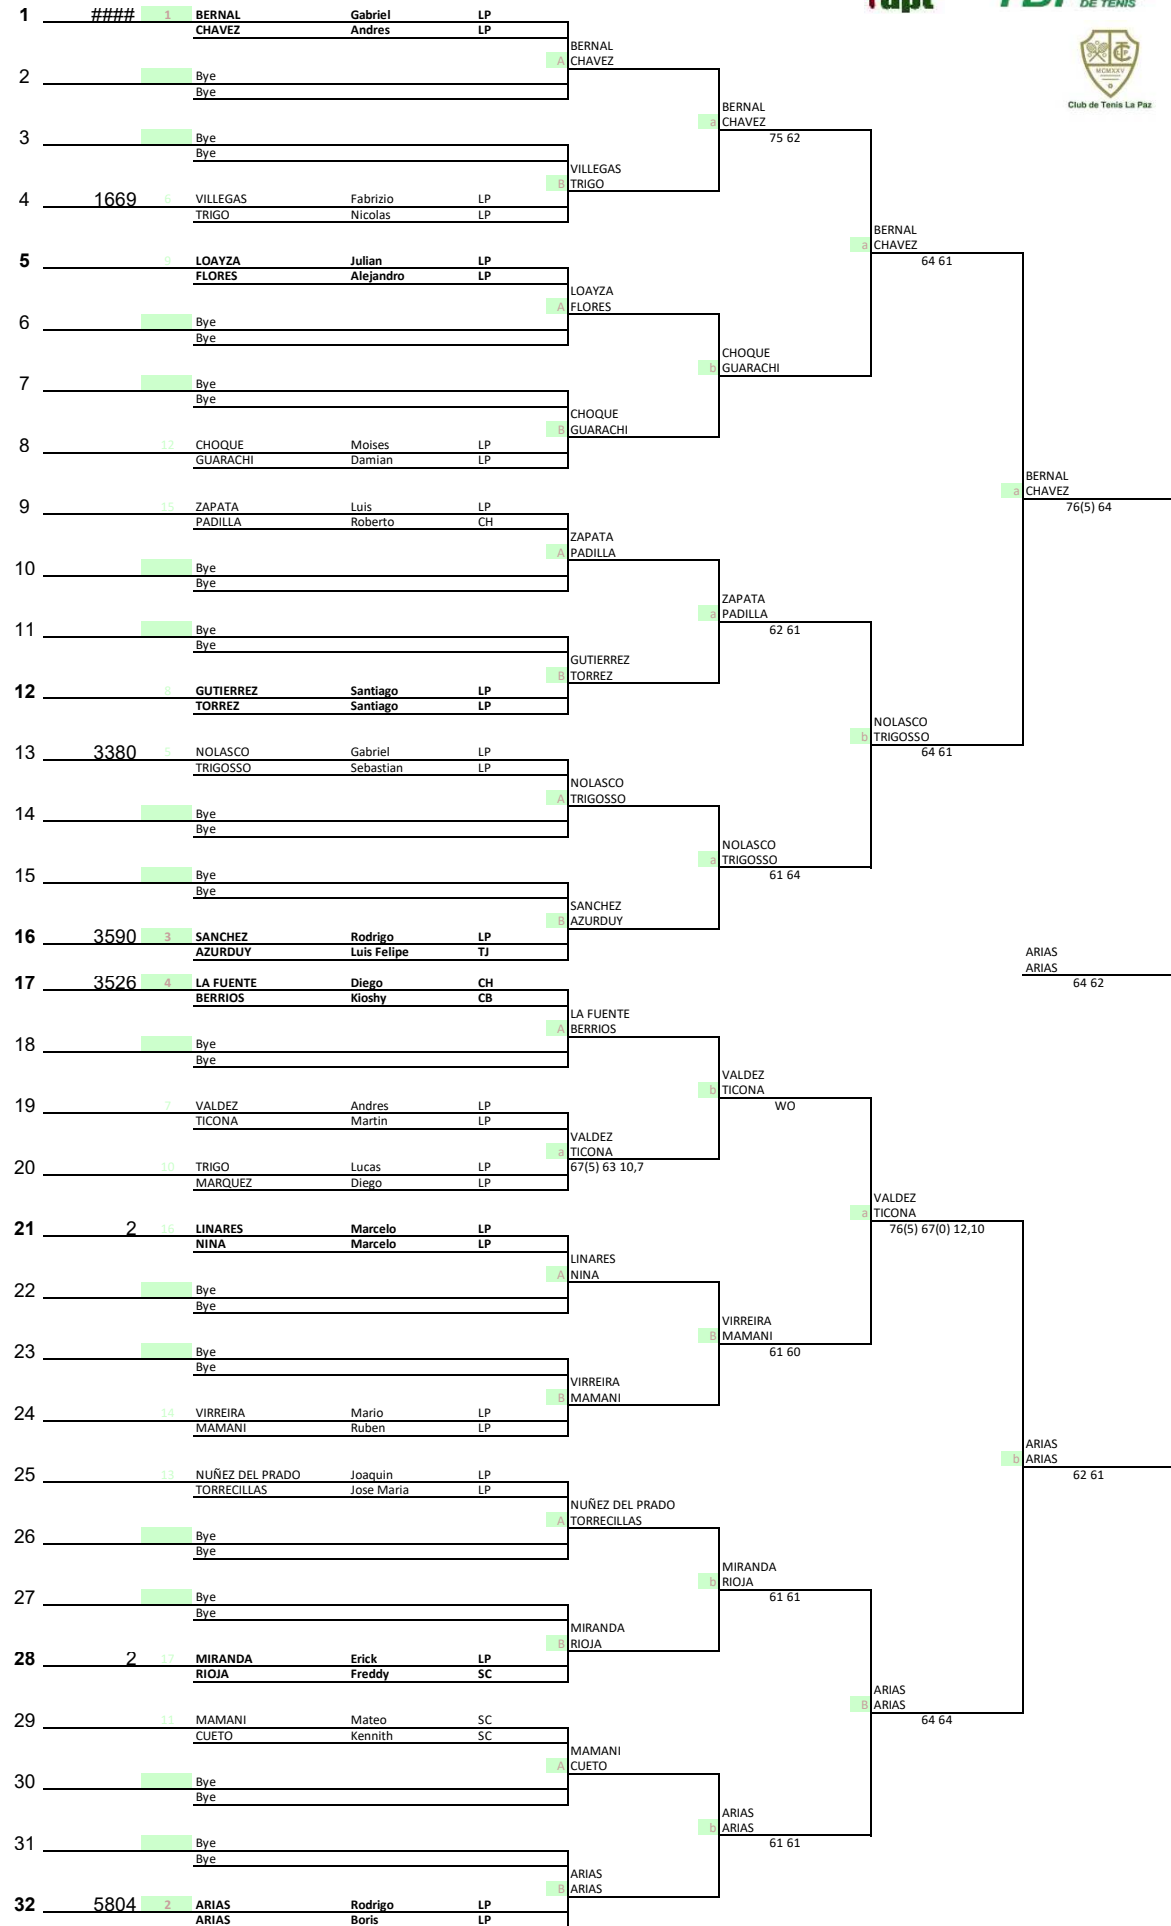 1 #### 1 BERNAL Gabriel LP
CHAVEZ Andres LP
DE TENIS
MCMXXV
Club de Tenis La Paz
BERNAL
A CHAVEZ
2 Bye
Bye
BERNAL
a CHAVEZ
75 62
3 Bye
Bye
VILLEGAS
B TRIGO
4 1669 6 VILLEGAS Fabrizio LP
TRIGO Nicolas LP
BERNAL
a CHAVEZ
64 61
5 9 LOAYZA Julian LP
FLORES Alejandro LP
LOAYZA
A FLORES
6 Bye
Bye
CHOQUE
b GUARACHI
7 Bye
Bye
CHOQUE
B GUARACHI
8 12 CHOQUE Moises LP
GUARACHI Damian LP
BERNAL
a CHAVEZ
76(5) 64
9 15 ZAPATA Luis LP
PADILLA Roberto CH
ZAPATA
A PADILLA
10 Bye
Bye
ZAPATA
a PADILLA
62 61
11 Bye
Bye
GUTIERREZ
B TORREZ
12 8 GUTIERREZ Santiago LP
TORREZ Santiago LP
NOLASCO
b TRIGOSSO
64 61
13 3380 5 NOLASCO Gabriel LP
TRIGOSSO Sebastian LP
NOLASCO
A TRIGOSSO
14 Bye
Bye
NOLASCO
a TRIGOSSO
61 64
15 Bye
Bye
SANCHEZ
B AZURDUY
16 3590 3 SANCHEZ Rodrigo LP
AZURDUY Luis Felipe TJ
ARIAS
ARIAS
64 62
17 3526 4 LA FUENTE Diego CH
BERRIOS Kioshy CB
LA FUENTE
A BERRIOS
18 Bye
Bye
VALDEZ
b TICONA
WO
19 7 VALDEZ Andres LP
TICONA Martin LP
VALDEZ
a TICONA
67(5) 63 10,7
20 10 TRIGO Lucas LP
MARQUEZ Diego LP
VALDEZ
a TICONA
76(5) 67(0) 12,10
21 2 16 LINARES Marcelo LP
NINA Marcelo LP
LINARES
A NINA
22 Bye
Bye
VIRREIRA
B MAMANI
61 60
23 Bye
Bye
VIRREIRA
B MAMANI
24 14 VIRREIRA Mario LP
MAMANI Ruben LP
ARIAS
b ARIAS
62 61
25 13 NUÑEZ DEL PRADO Joaquin LP
TORRECILLAS Jose Maria LP
NUÑEZ DEL PRADO
A TORRECILLAS
26 Bye
Bye
MIRANDA
b RIOJA
61 61
27 Bye
Bye
MIRANDA
B RIOJA
28 2 17 MIRANDA Erick LP
RIOJA Freddy SC
ARIAS
B ARIAS
64 64
29 11 MAMANI Mateo SC
CUETO Kennith SC
MAMANI
A CUETO
30 Bye
Bye
ARIAS
b ARIAS
61 61
31 Bye
Bye
ARIAS
B ARIAS
32 5804 2 ARIAS Rodrigo LP
ARIAS Boris LP